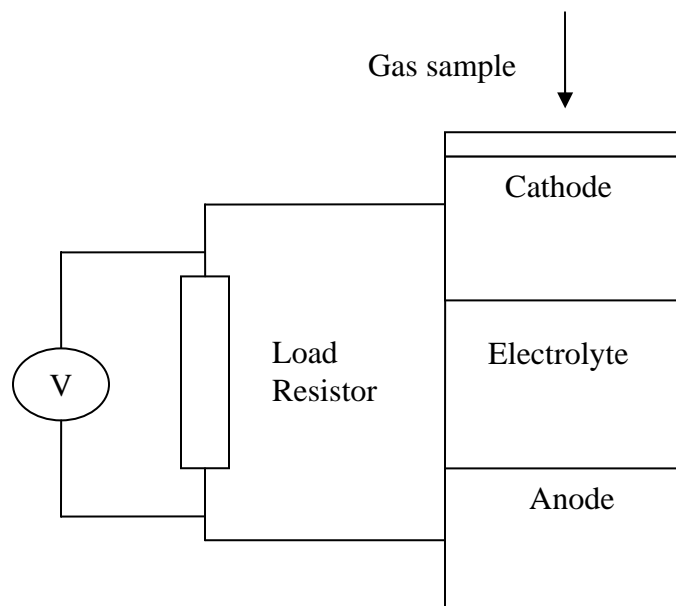 Gas sample
Cathode
Electrolyte
Load
Resistor
V
Anode